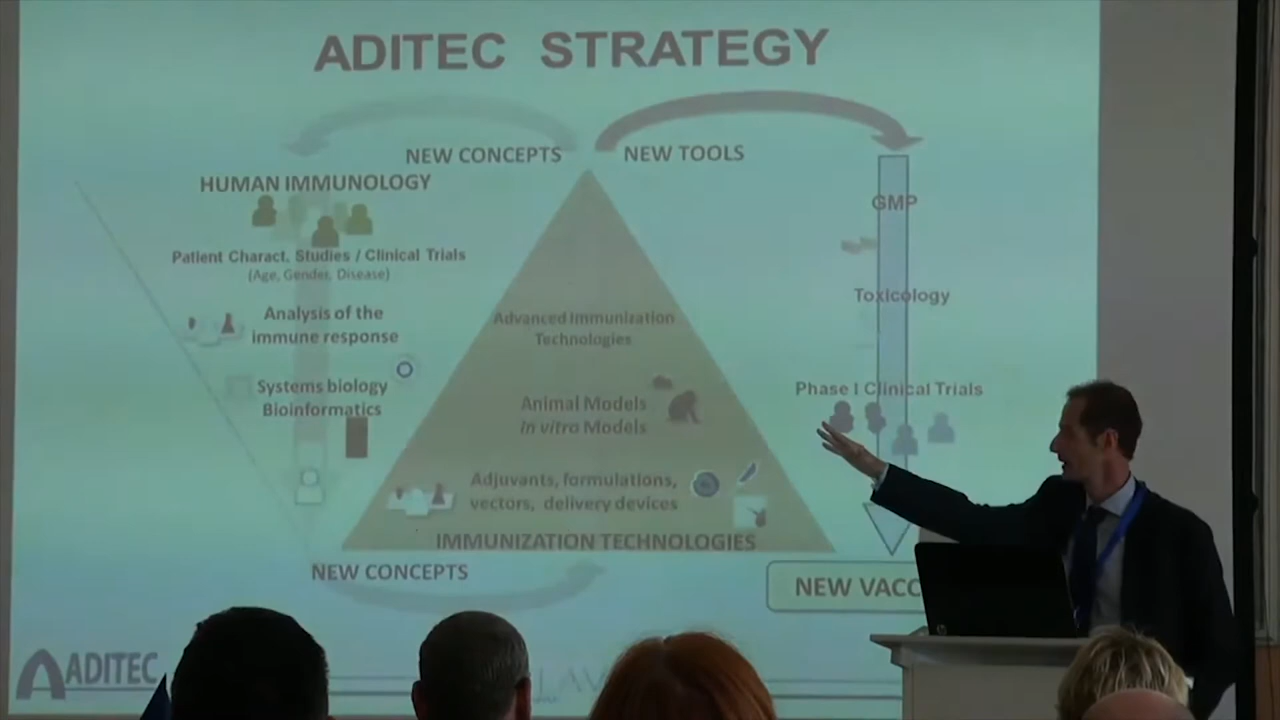 ADITEC STRATEGY
NEW CONCEPTS
NEW TOOLS
HUMAN IMMUNOLOGY
Patient Charact. Studies / Clinical Trials
(Age, Gender, Disease)
Analysis of the
immune response
Systems biology
Bioinformatics
Advanced Immunization
Technologies
Animal Models
In vitro Models
Adjuvants, formulations,
vectors, delivery devices
IMMUNIZATION TECHNOLOGIES
NEW CONCEPTS
GMP
Toxicology
Phase I Clinical Trials
NEW VACC
ADITEC